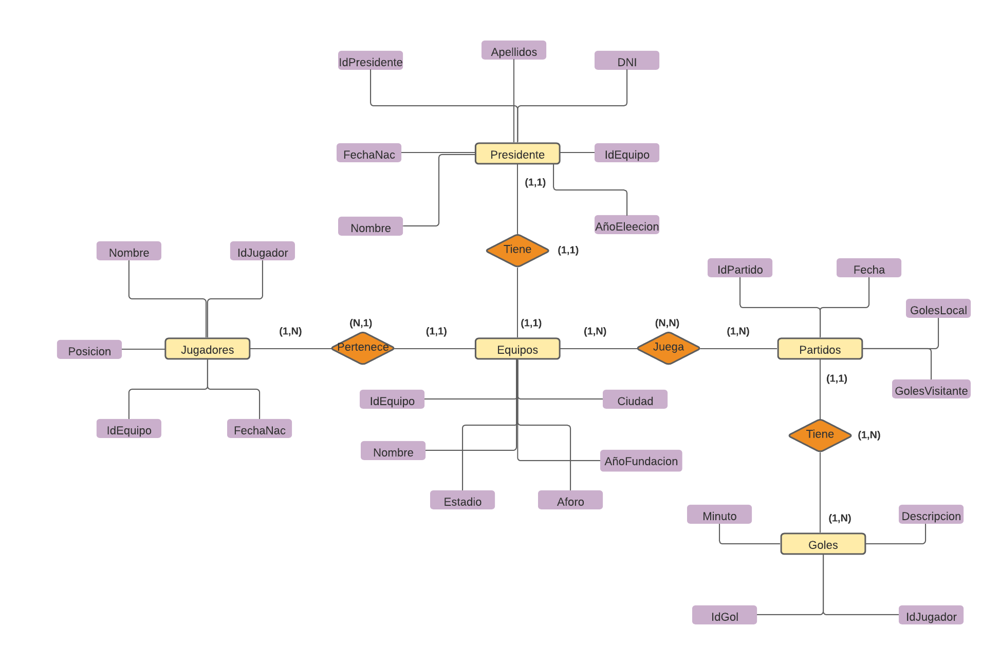 Apellidos
IdPresidente
DNI
FechaNac
Presidente
IdEquipo
(1,1)
Nombre
AñoEleecion
Tiene
(1,1)
Nombre
IdJugador
IdPartido
Fecha
GolesLocal
(1,N)
(N,1)
(1,1)
(1,1)
(1,N)
(N,N)
(1,N)
Posicion
Jugadores
Pertenece
Equipos
Juega
Partidos
(1,1)
GolesVisitante
IdEquipo
Ciudad
IdEquipo
FechaNac
Tiene
(1,N)
Nombre
AñoFundacion
Estadio
Aforo
Minuto
(1,N)
Descripcion
Goles
IdGol
IdJugador